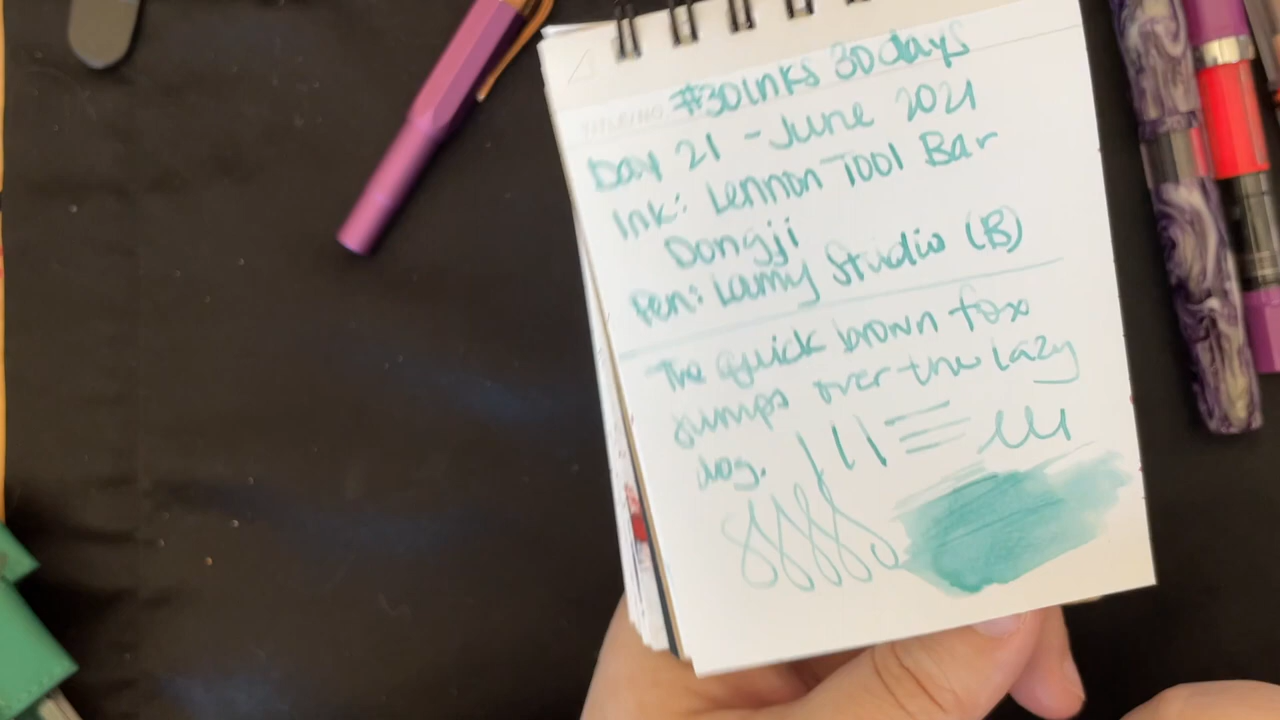 #30Inks 30days
Day 21 - June 2021
Ink: Lennon Tool Bar
Dongji
Pen: Lamy Studio (B)
The quick brown fox
jumps over the lazy
dog.